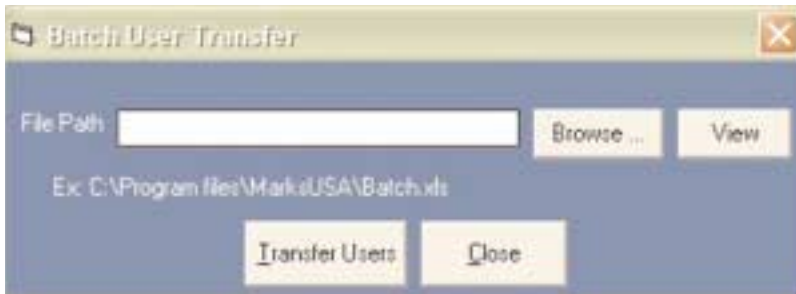 Batch User Transfer
File Path Browse ... View
Ex: C:\Program files\MarksUSA\Batch.xls
Transfer Users Close